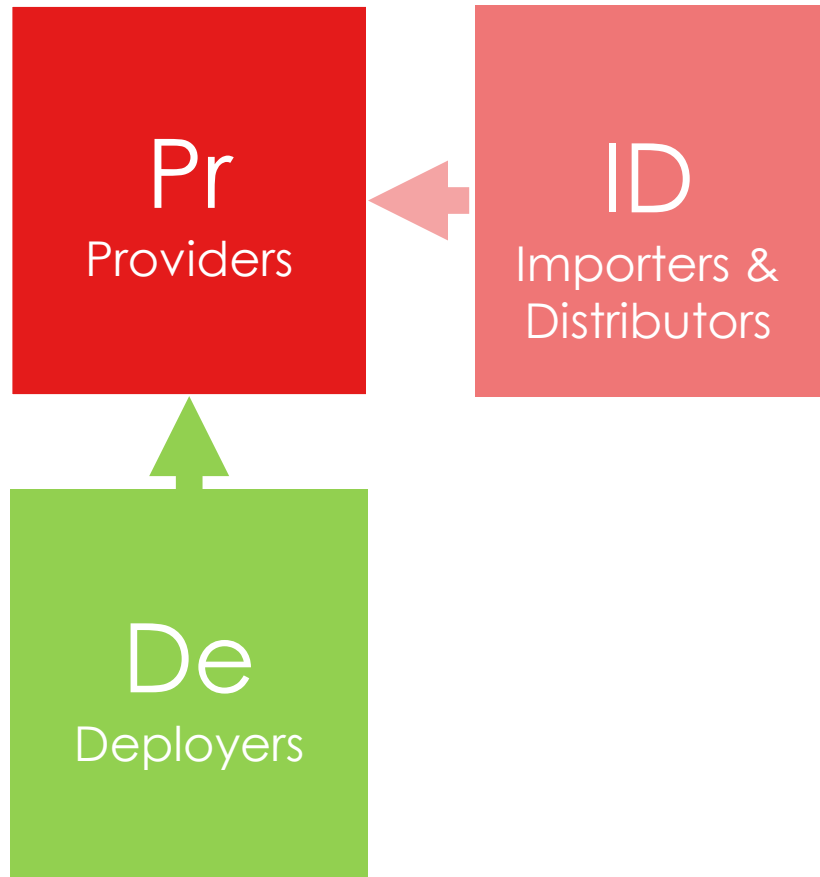 Pr
Providers
ID
Importers &
Distributors
De
Deployers